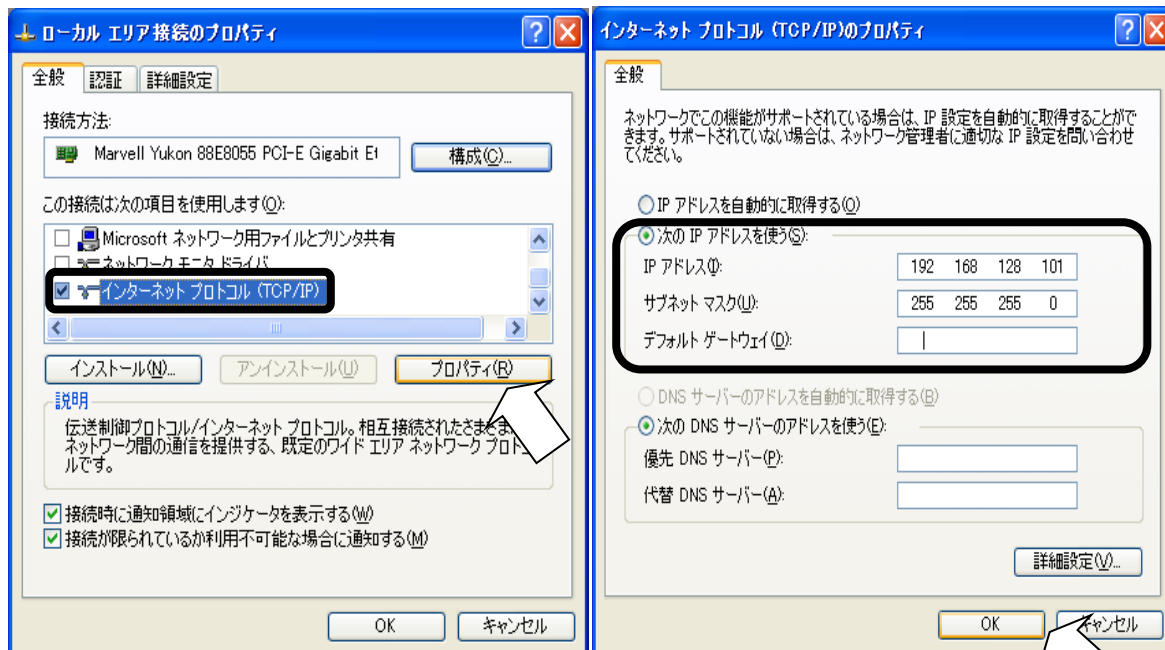 ローカル エリア接続のプロパティ
全般 認証 詳細設定
接続方法:
Marvell Yukon 88E8055 PCI-E Gigabit Et
構成(C)...
この接続は次の項目を使用します(O):
Microsoft ネットワーク用ファイルとプリンタ共有
ネットワーク モニタ ドライバ
インターネット プロトコル (TCP/IP)
インストール(N)... アンインストール(U) プロパティ(R)
説明
伝送制御プロトコル/インターネット プロトコル。相互接続されたさまざま
ネットワーク間の通信を提供する、既定のワイド エリア ネットワーク プロトコ
ルです。
接続時に通知領域にインジケータを表示する(W)
接続が限られているか利用不可能な場合に通知する(M)
OK キャンセル
インターネット プロトコル (TCP/IP)のプロパティ
全般
ネットワークでこの機能がサポートされている場合は、IP 設定を自動的に取得することがで
きます。サポートされていない場合は、ネットワーク管理者に適切な IP 設定を問い合わせ
てください。
IP アドレスを自動的に取得する(O)
次の IP アドレスを使う(S):
IP アドレス(I): 192 168 128 101
サブネット マスク(U): 255 255 255 0
デフォルト ゲートウェイ(D):
DNS サーバーのアドレスを自動的に取得する(B)
次の DNS サーバーのアドレスを使う(E):
優先 DNS サーバー(P):
代替 DNS サーバー(A):
詳細設定(V)...
OK キャンセル